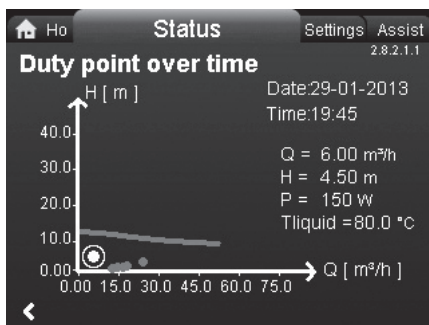 Ho Status Settings Assist
2.8.2.1.1
Duty point over time
H [ m ]
Date:29-01-2013
Time:19:45
40.0
30.0
20.0
10.0
0.00
Q = 6.00 m³/h
H = 4.50 m
P = 150 W
Tliquid =80.0 °C
Q [ m³/h ]
0.00 15.0 30.0 45.0 60.0 75.0